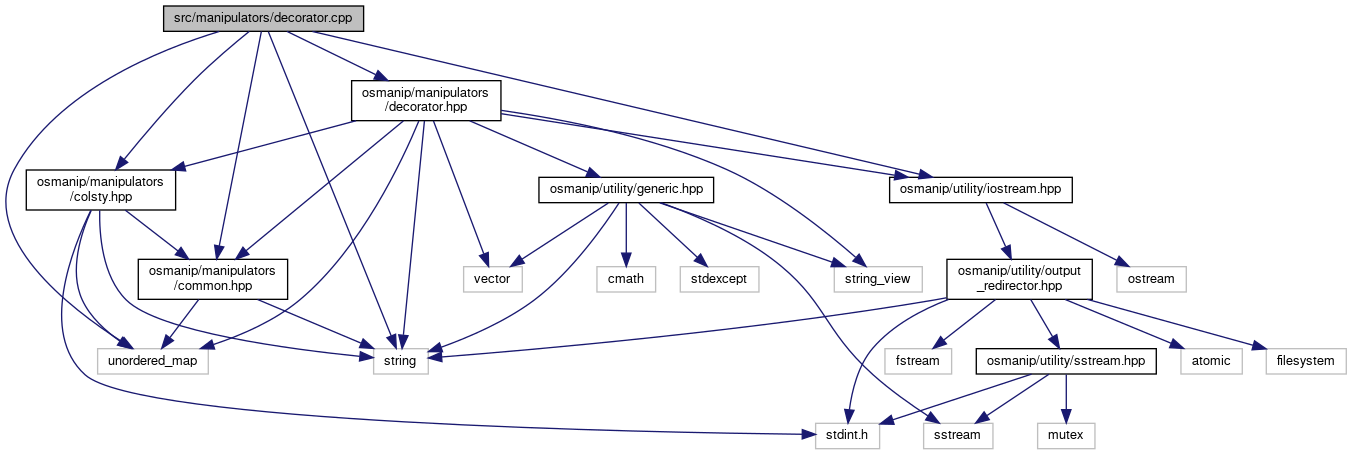 src/manipulators/decorator.cpp
osmanip/manipulators
/decorator.hpp
osmanip/manipulators
/colsty.hpp
osmanip/utility/generic.hpp
osmanip/utility/iostream.hpp
osmanip/manipulators
/common.hpp
vector
cmath
stdexcept
string_view
osmanip/utility/output
_redirector.hpp
ostream
unordered_map
string
fstream
osmanip/utility/sstream.hpp
atomic
filesystem
stdint.h
sstream
mutex